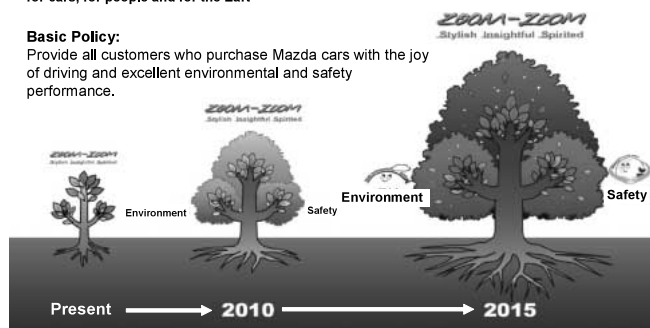 for cars, for people and for the Eart
ZOOM-ZOOM
Stylish Insightful Spirited
Basic Policy:
Provide all customers who purchase Mazda cars with the joy
of driving and excellent environmental and safety
performance.
ZOOM-ZOOM
Stylish Insightful Spirited
ZOOM-ZOOM
Stylish Insightful Spirited
Environment
Safety
Environment
Safety
Present
2010
2015